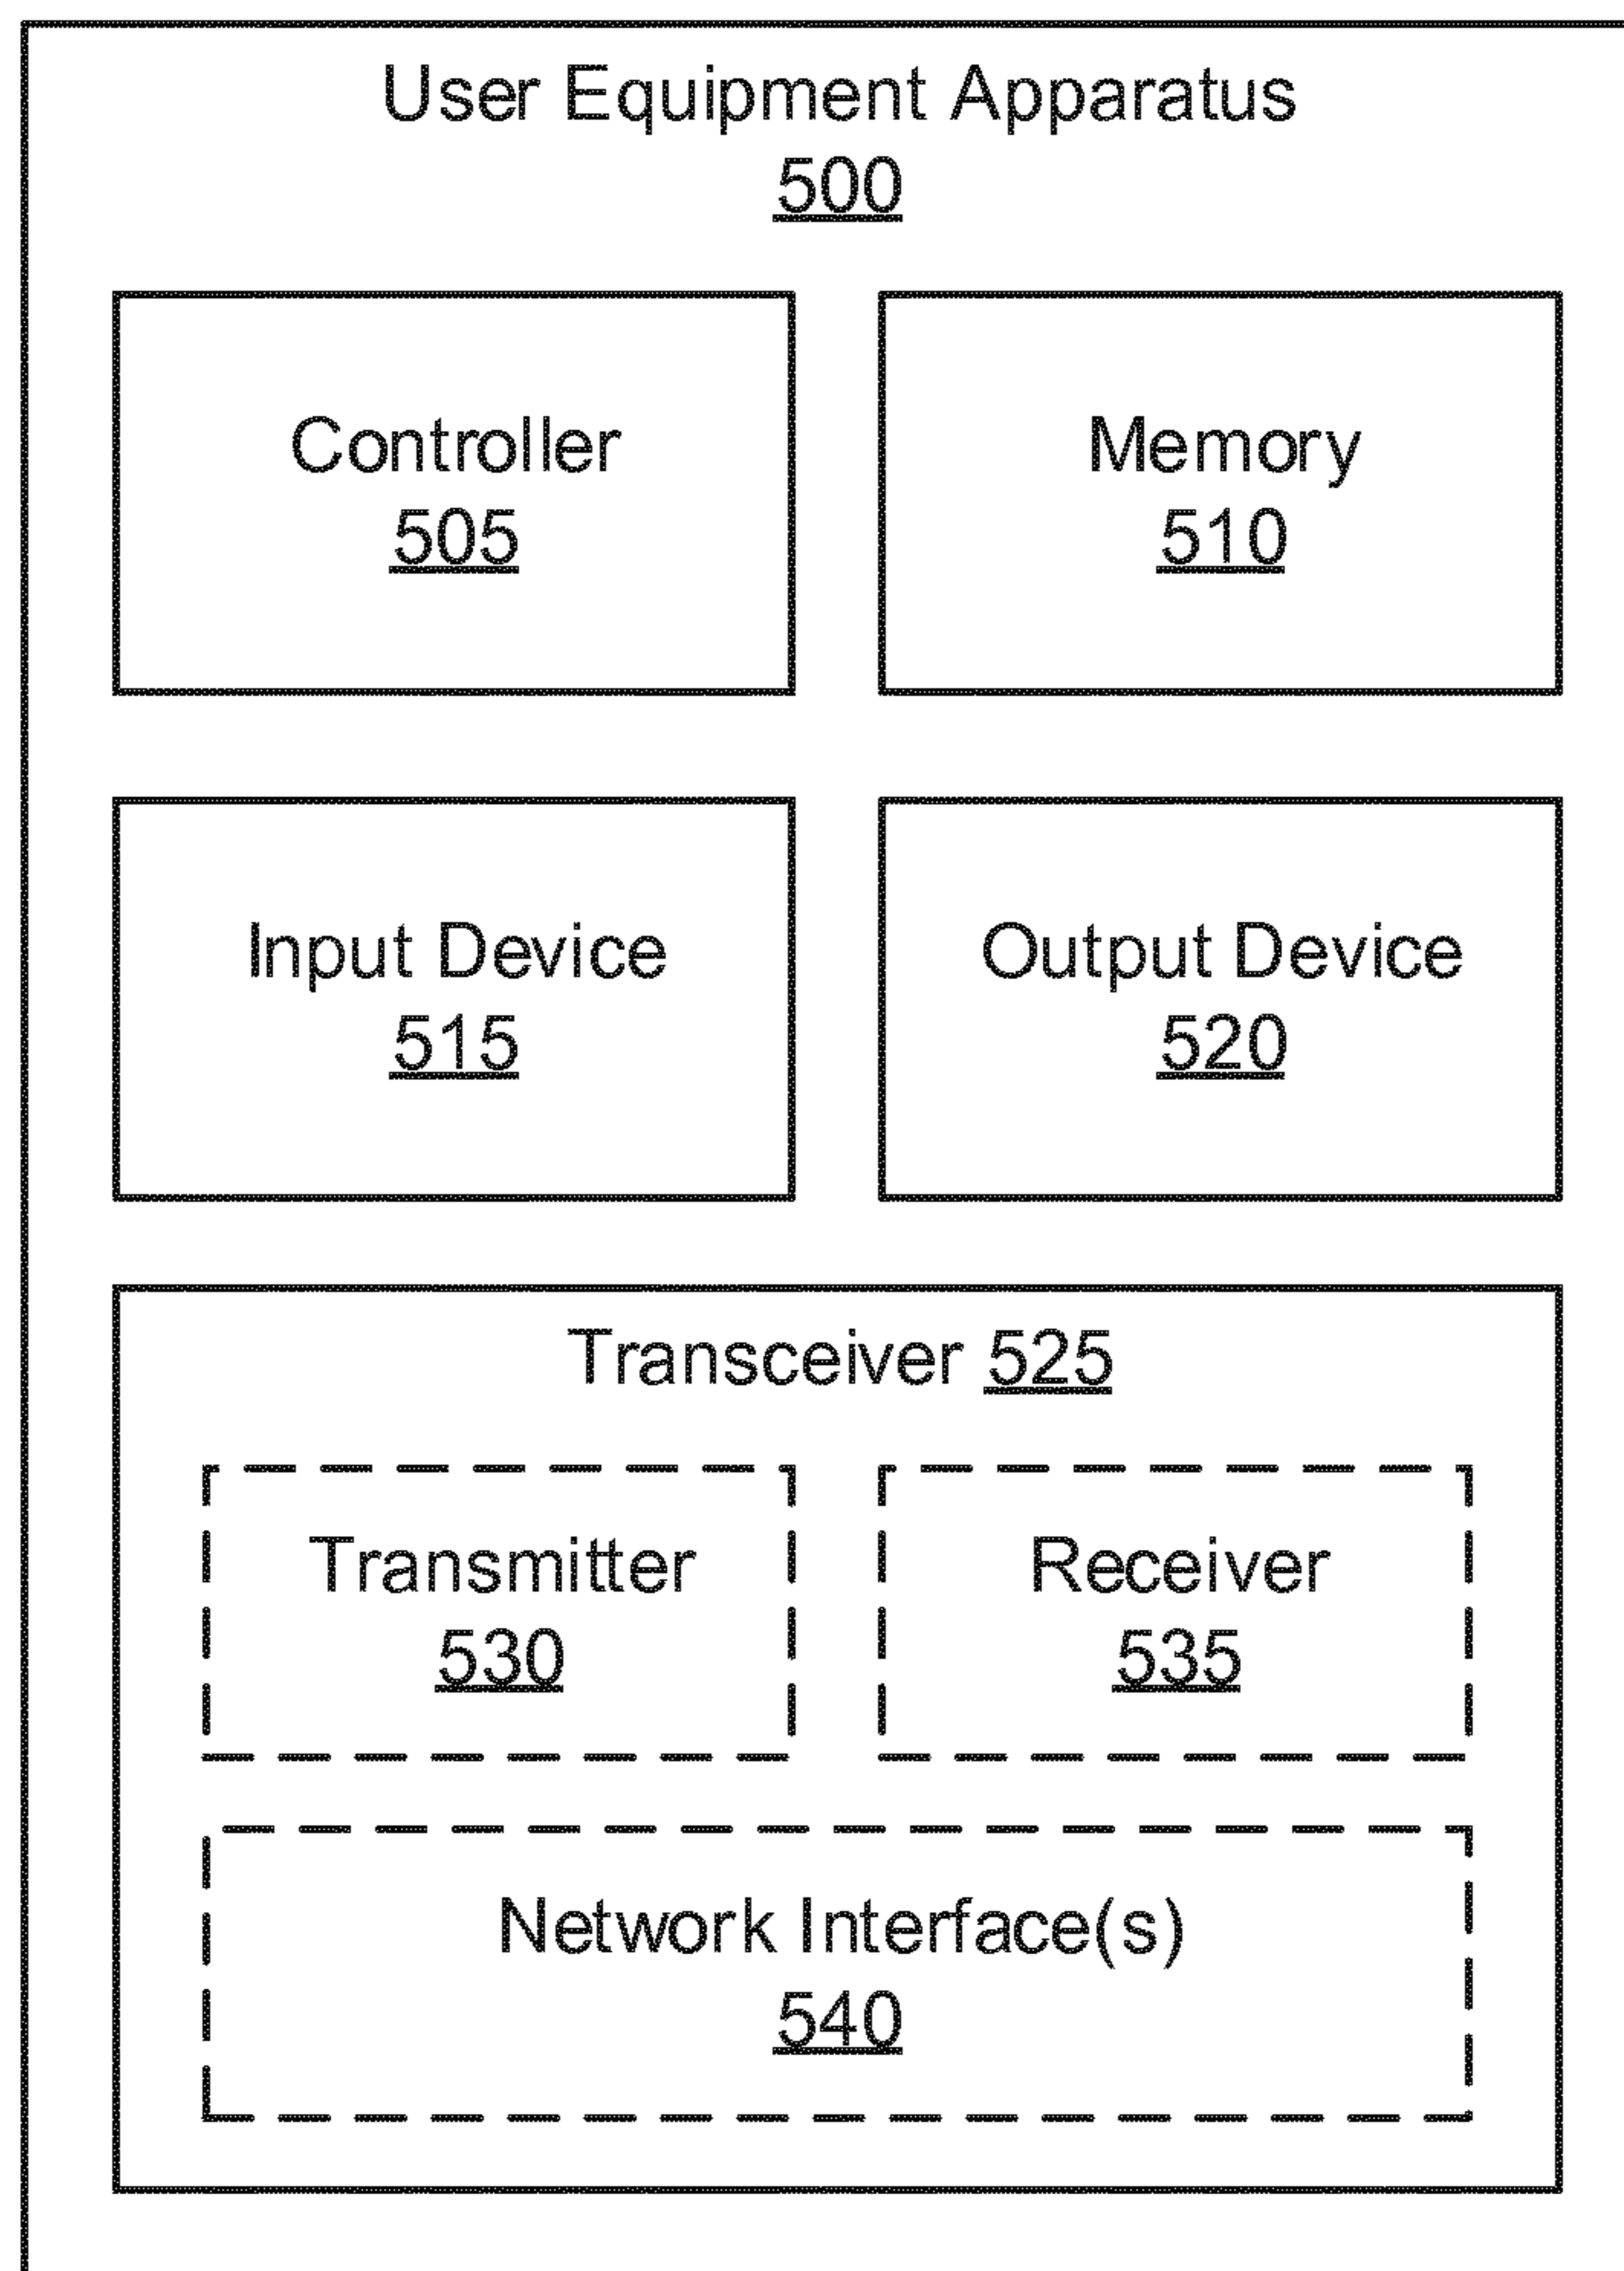 User Equipment Apparatus
500
Controller
505
Memory
510
Input Device
515
Output Device
520
Transceiver 525
Transmitter
530
Receiver
535
Network Interface(s)
540